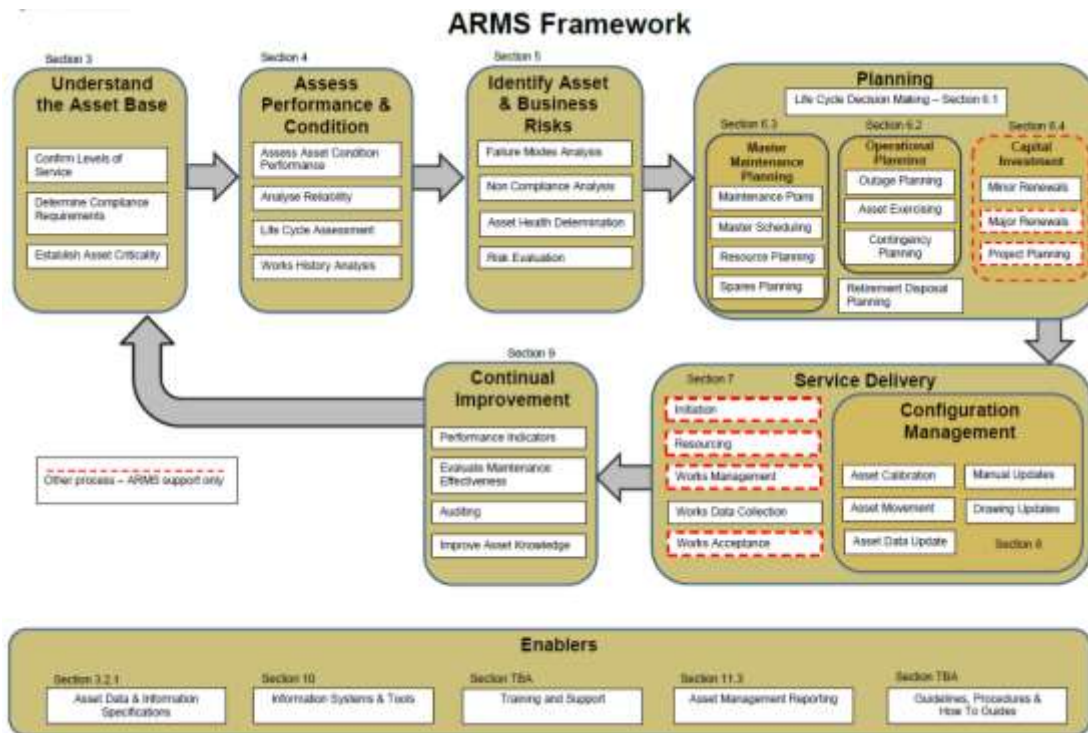 ARMS Framework
Section 3
Understand
the Asset Base
Confirm Levels of
Service
Determine Compliance
Requirements
Establish Asset Criticality
Section 4
Assess
Performance &
Condition
Assess Asset Condition
Performance
Analyse Reliability
Life Cycle Assessment
Works History Analysis
Section 5
Identify Asset
& Business
Risks
Failure Modes Analysis
Non Compliance Analysis
Asset Health Determination
Risk Evaluation
Planning
Life Cycle Decision Making – Section 6.1
Section 6.3
Master
Maintenance
Planning
Maintenance Plans
Master Scheduling
Resource Planning
Spares Planning
Section 6.2
Operational
Planning
Outage Planning
Asset Exercising
Contingency
Planning
Retirement Disposal
Planning
Section 6.4
Capital
Investment
Minor Renewals
Major Renewals
Project Planning
Section 7
Service Delivery
Initiation
Resourcing
Works Management
Works Data Collection
Works Acceptance
Configuration
Management
Asset Calibration
Asset Movement
Asset Data Update
Manual Updates
Drawing Updates
Section 8
Section 9
Continual
Improvement
Performance Indicators
Evaluate Maintenance
Effectiveness
Auditing
Improve Asset Knowledge
Other process – ARMS support only
Enablers
Section 3.2.1
Asset Data & Information
Specifications
Section 10
Information Systems & Tools
Section TBA
Training and Support
Section 11.3
Asset Management Reporting
Section TBA
Guidelines, Procedures &
How To Guides